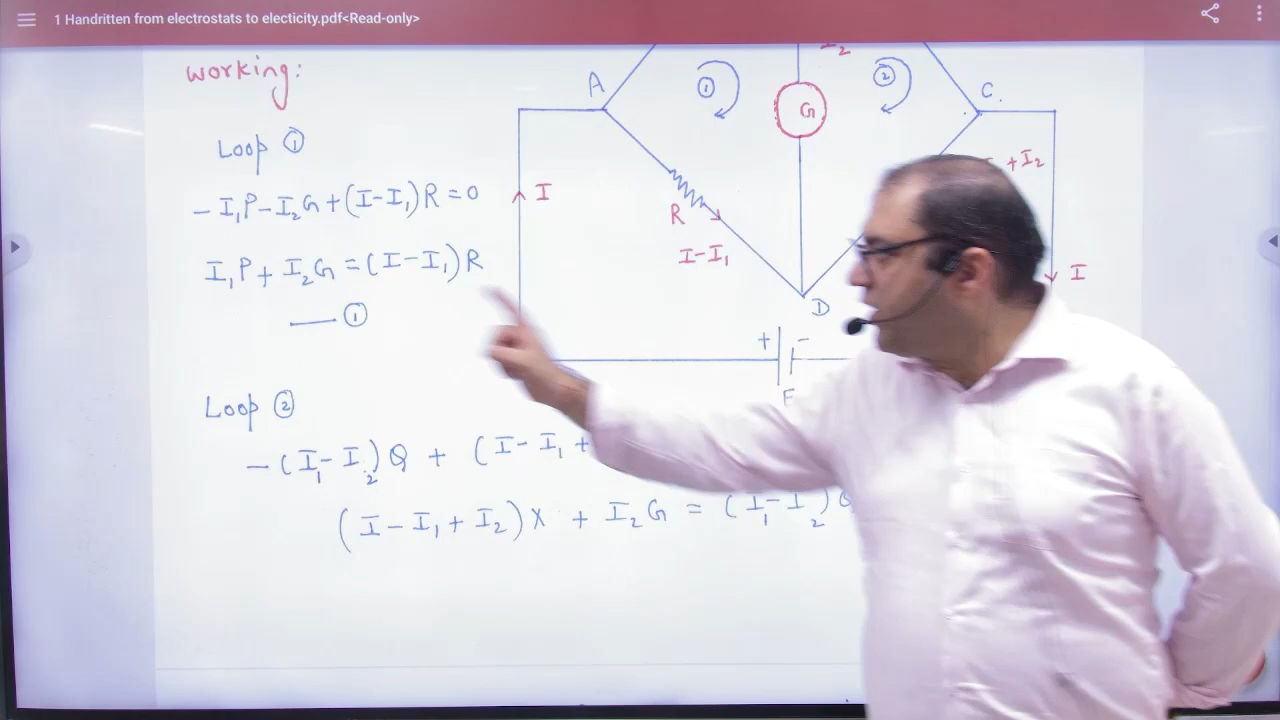 1 Handritten from electrostats to electicity.pdf<Read-only>
working:
Loop ①
- I₁P - I₂G + (I - I₁)R = 0
I₁P + I₂G = (I - I₁)R
— ①
Loop ②
- (I₁ - I₂)Q + (I - I₁ +
(I - I₁ + I₂)X + I₂G = (I₁ - I₂)Q
I₂
A
①
②
C
G
I
R
I - I₁
+ I₂
I
D
+ -